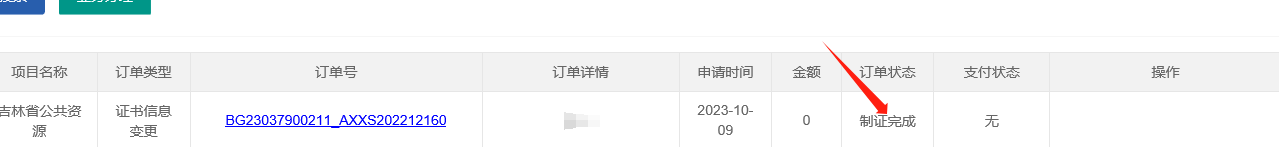 项目名称 订单类型 订单号 订单详情 申请时间 金额 订单状态 支付状态 操作
吉林省公共资源 证书信息变更 BG23037900211_AXXS202212160 2023-10-09 0 制证完成 无